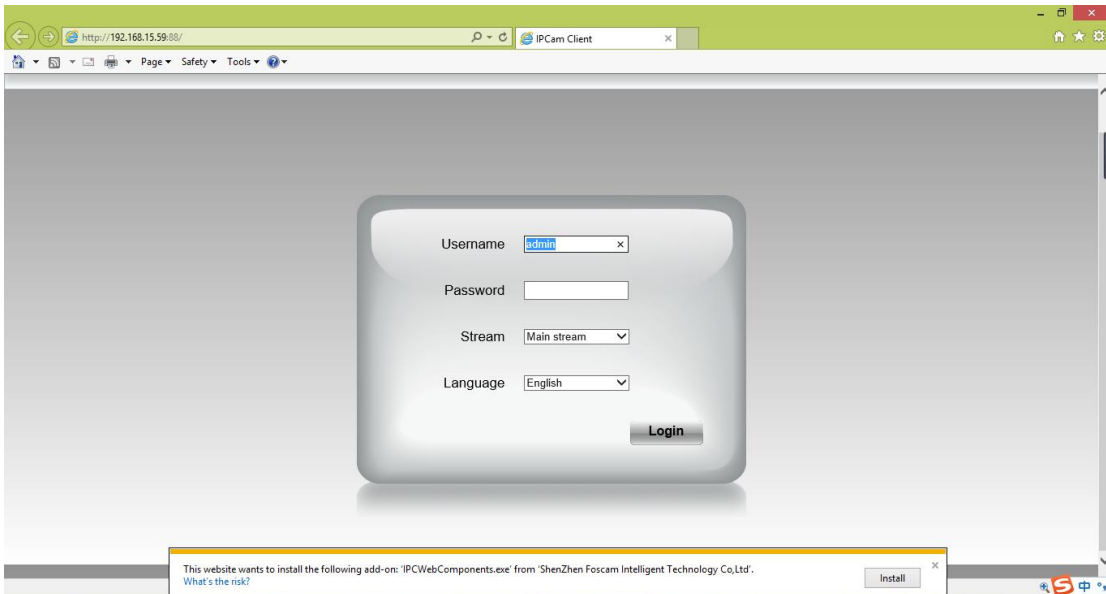 http://192.168.15.59:88/
IPCam Client
Page Safety Tools
Username admin
Password
Stream Main stream
Language English
Login
This website wants to install the following add-on: 'IPCWebComponents.exe' from 'ShenZhen Foscam Intelligent Technology Co,Ltd'.
What's the risk?
Install
S 中